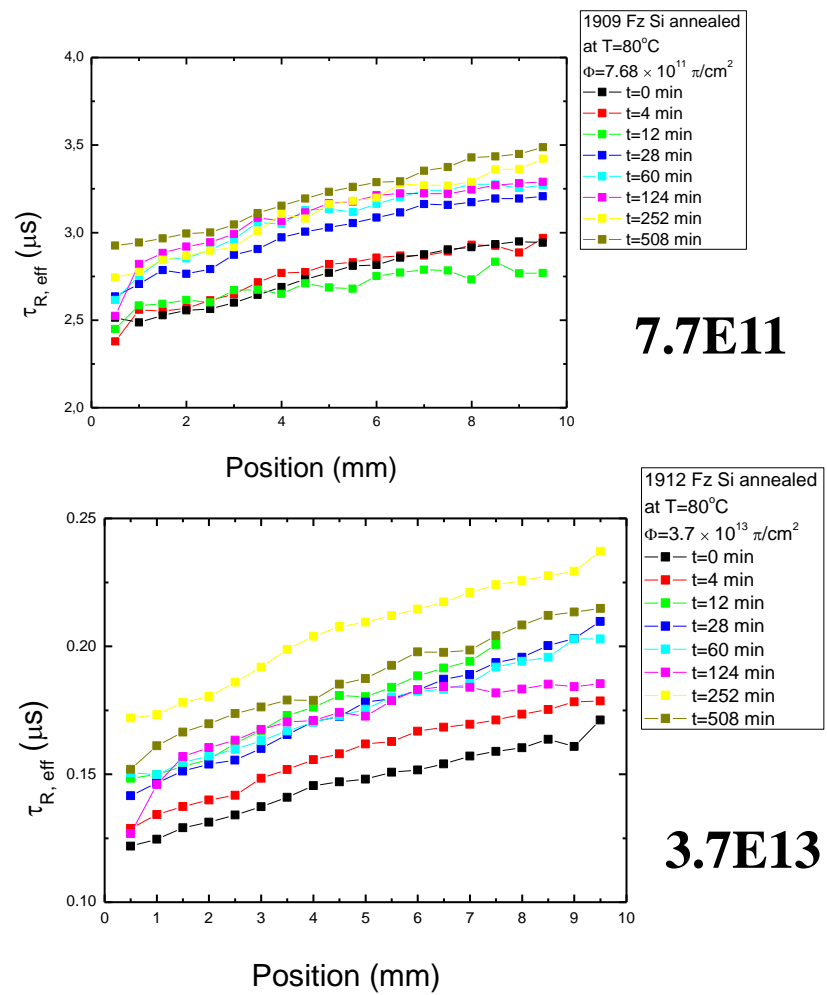 1909 Fz Si annealed
at T=80°C
Φ=7.68 × 10¹¹ π/cm²
t=0 min
t=4 min
t=12 min
t=28 min
t=60 min
t=124 min
t=252 min
t=508 min
4,0
3,5
3,0
2,5
2,0
τR, eff (μs)
0 2 4 6 8 10
Position (mm)
7.7E11
1912 Fz Si annealed
at T=80°C
Φ=3.7 × 10¹³ π/cm²
t=0 min
t=4 min
t=12 min
t=28 min
t=60 min
t=124 min
t=252 min
t=508 min
0.25
0.20
0.15
0.10
τR, eff (μs)
0 1 2 3 4 5 6 7 8 9 10
Position (mm)
3.7E13